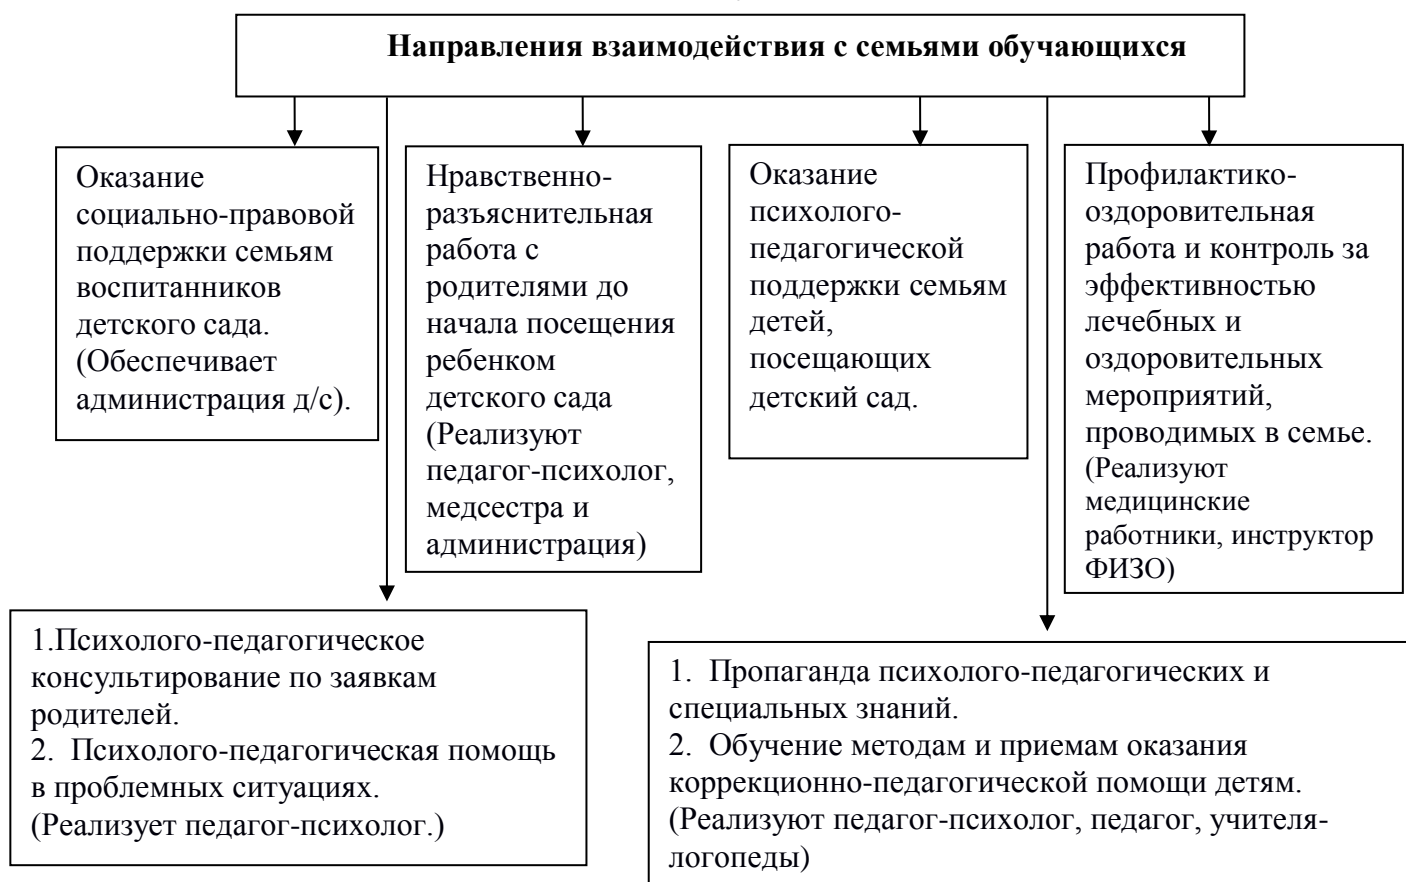 Направления взаимодействия с семьями обучающихся
Оказание
социально-правовой
поддержки семьям
воспитанников
детского сада.
(Обеспечивает
администрация д/с).
Нравственно-
разъяснительная
работа с
родителями до
начала посещения
ребенком
детского сада
(Реализуют
педагог-психолог,
медсестра и
администрация)
Оказание
психолого-
педагогической
поддержки семьям
детей,
посещающих
детский сад.
Профилактико-
оздоровительная
работа и контроль за
эффективностью
лечебных и
оздоровительных
мероприятий,
проводимых в семье.
(Реализуют
медицинские
работники, инструктор
ФИЗО)
1.Психолого-педагогическое
консультирование по заявкам
родителей.
2. Психолого-педагогическая помощь
в проблемных ситуациях.
(Реализует педагог-психолог.)
1. Пропаганда психолого-педагогических и
специальных знаний.
2. Обучение методам и приемам оказания
коррекционно-педагогической помощи детям.
(Реализуют педагог-психолог, педагог, учителя-
логопеды)